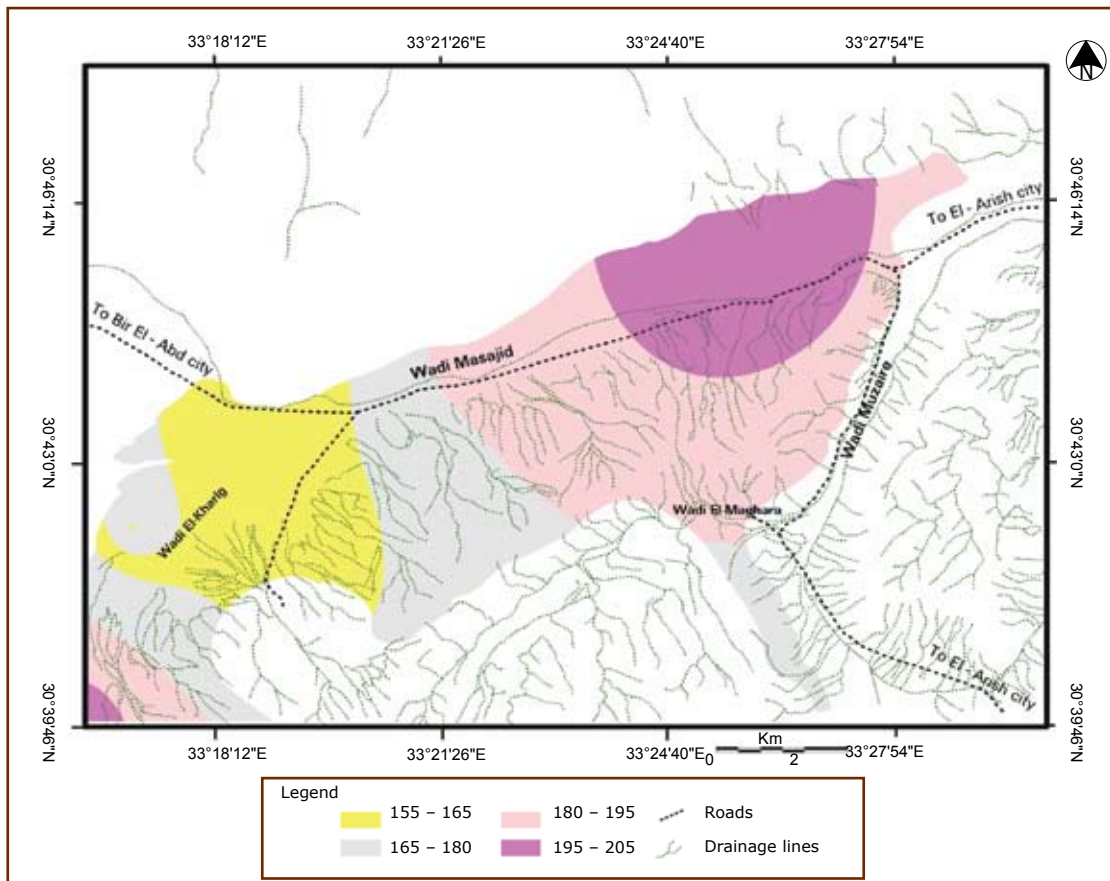 33°18'12"E
33°21'26"E
33°24'40"E
33°27'54"E
N
30°46'14"N
30°46'14"N
To El - Arish city
To Bir El - Abd city
Wadi Masajid
Wadi Muzaire
30°43'0"N
30°43'0"N
Wadi El-Kharig
Wadi El-Maghara
To El - Arish city
30°39'46"N
30°39'46"N
33°18'12"E
33°21'26"E
33°24'40"E
33°27'54"E
Km
0 2
Legend
155 – 165
180 – 195
Roads
165 – 180
195 – 205
Drainage lines